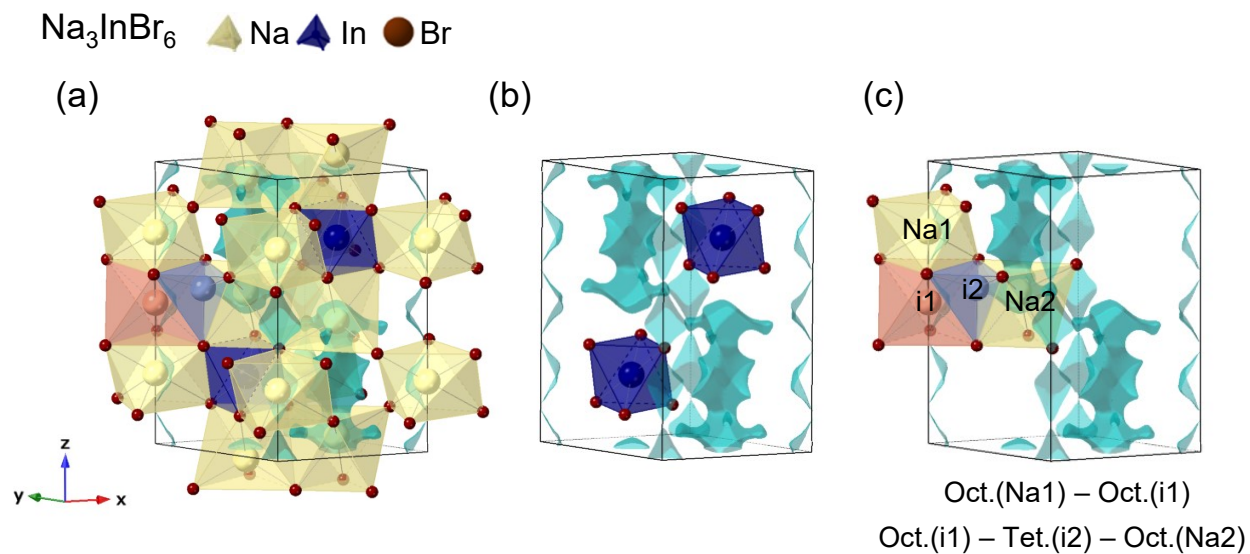 Na₃InBr₆ Na In Br
(a) (b) (c)
Na1
i1 i2 Na2
z
y x
Oct.(Na1) – Oct.(i1)
Oct.(i1) – Tet.(i2) – Oct.(Na2)